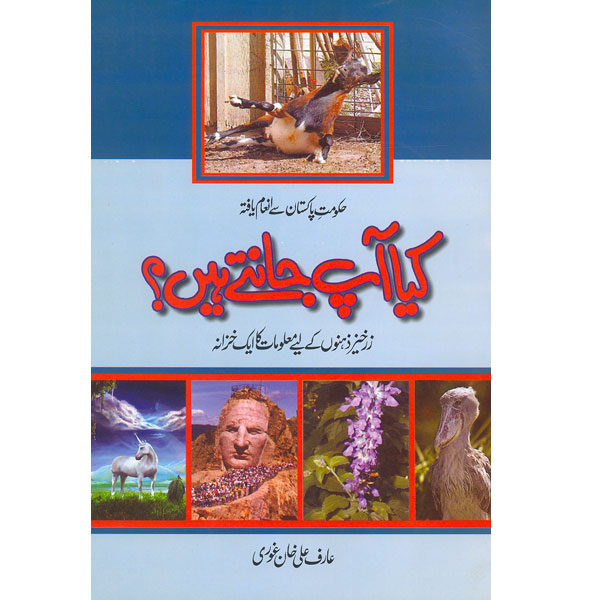 حکومتِ پاکستان سے انعام یافتہ
کیا آپ جانتے ہیں؟
زرخیز ذہنوں کے لیے معلومات کا ایک خزانہ
عارف علی خان غوری